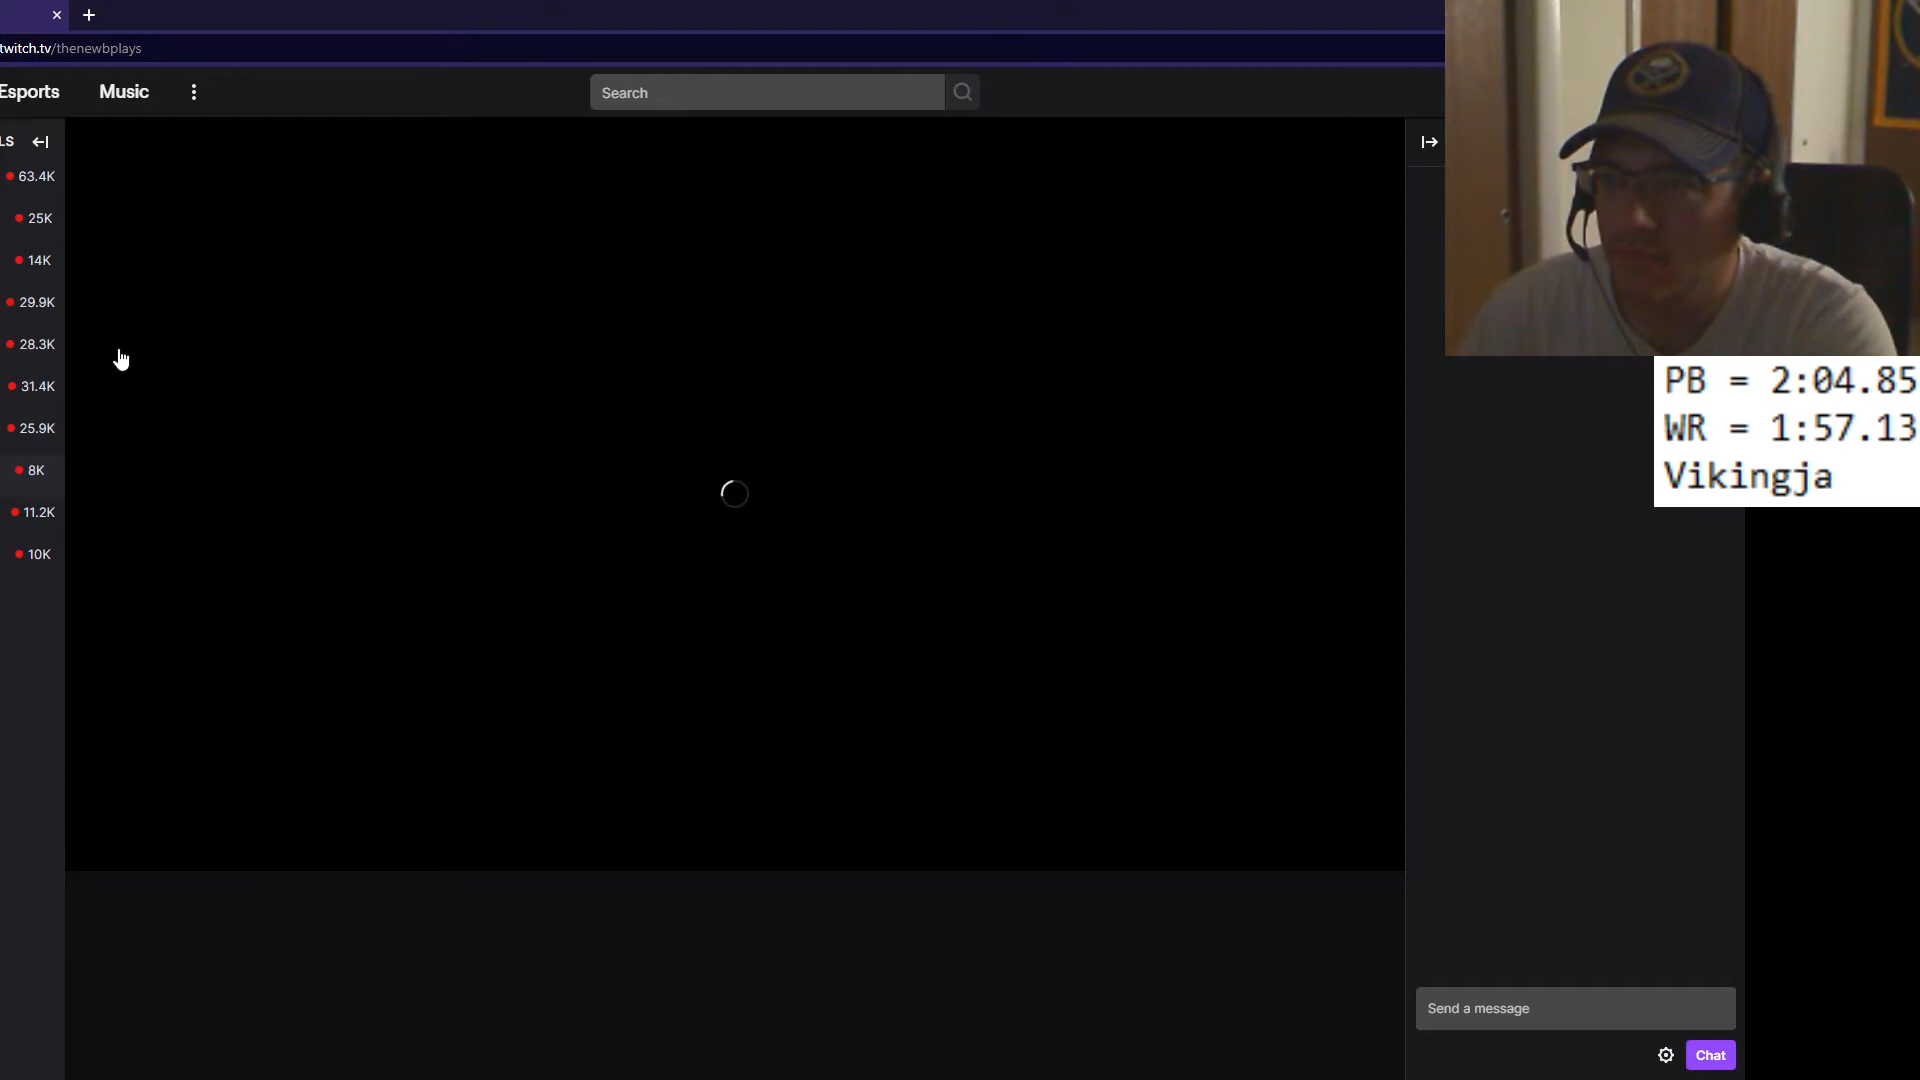 twitch.tv/thenewbplays
Esports
Music
Search
LS
63.4K
25K
14K
29.9K
28.3K
31.4K
25.9K
8K
11.2K
10K
PB = 2:04.85
WR = 1:57.13
Vikingja
Send a message
Chat